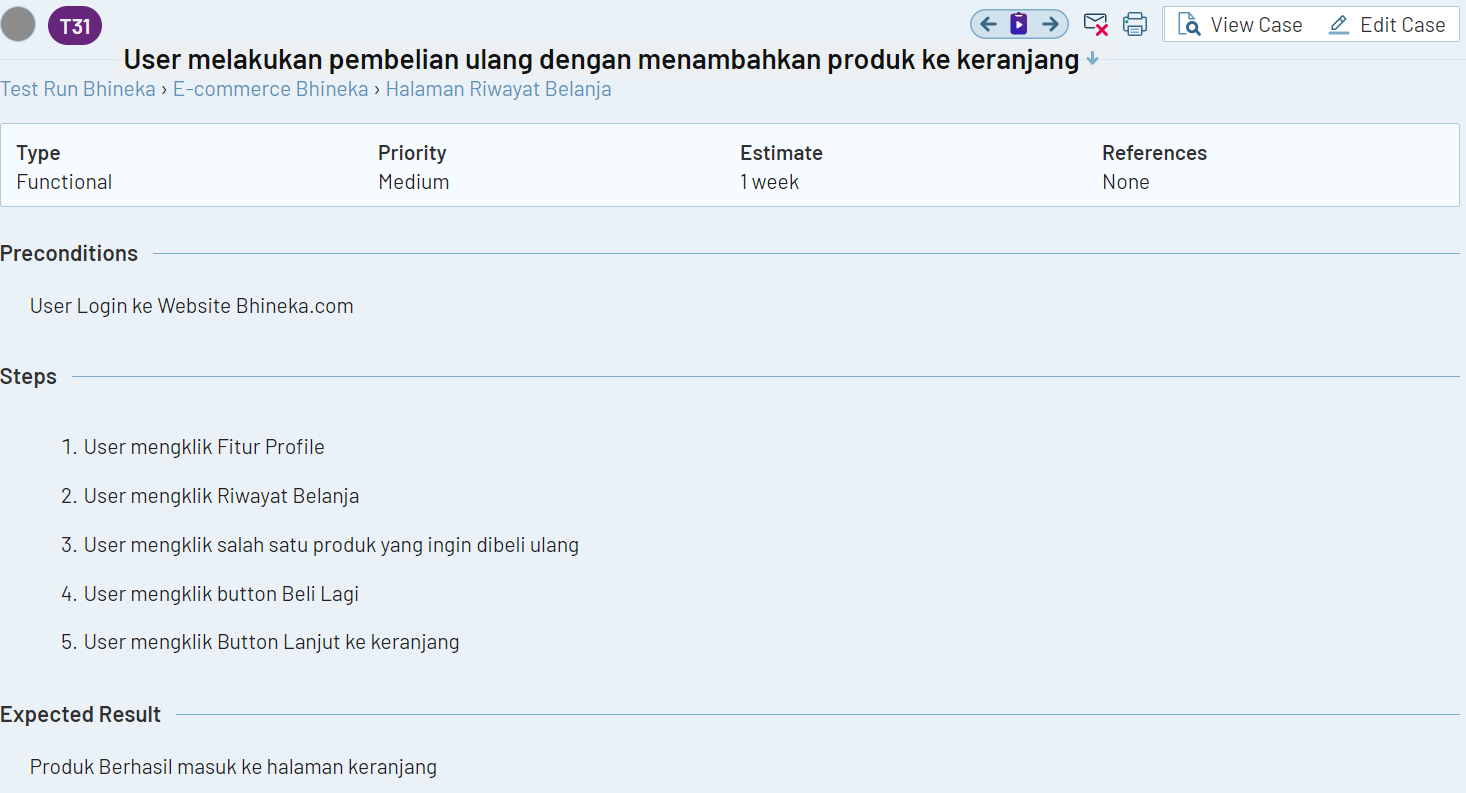 T31
View Case
Edit Case
User melakukan pembelian ulang dengan menambahkan produk ke keranjang
Test Run Bhineka › E-commerce Bhineka › Halaman Riwayat Belanja
Type Priority Estimate References
Functional Medium 1 week None
Preconditions
User Login ke Website Bhineka.com
Steps
1. User mengklik Fitur Profile
2. User mengklik Riwayat Belanja
3. User mengklik salah satu produk yang ingin dibeli ulang
4. User mengklik button Beli Lagi
5. User mengklik Button Lanjut ke keranjang
Expected Result
Produk Berhasil masuk ke halaman keranjang